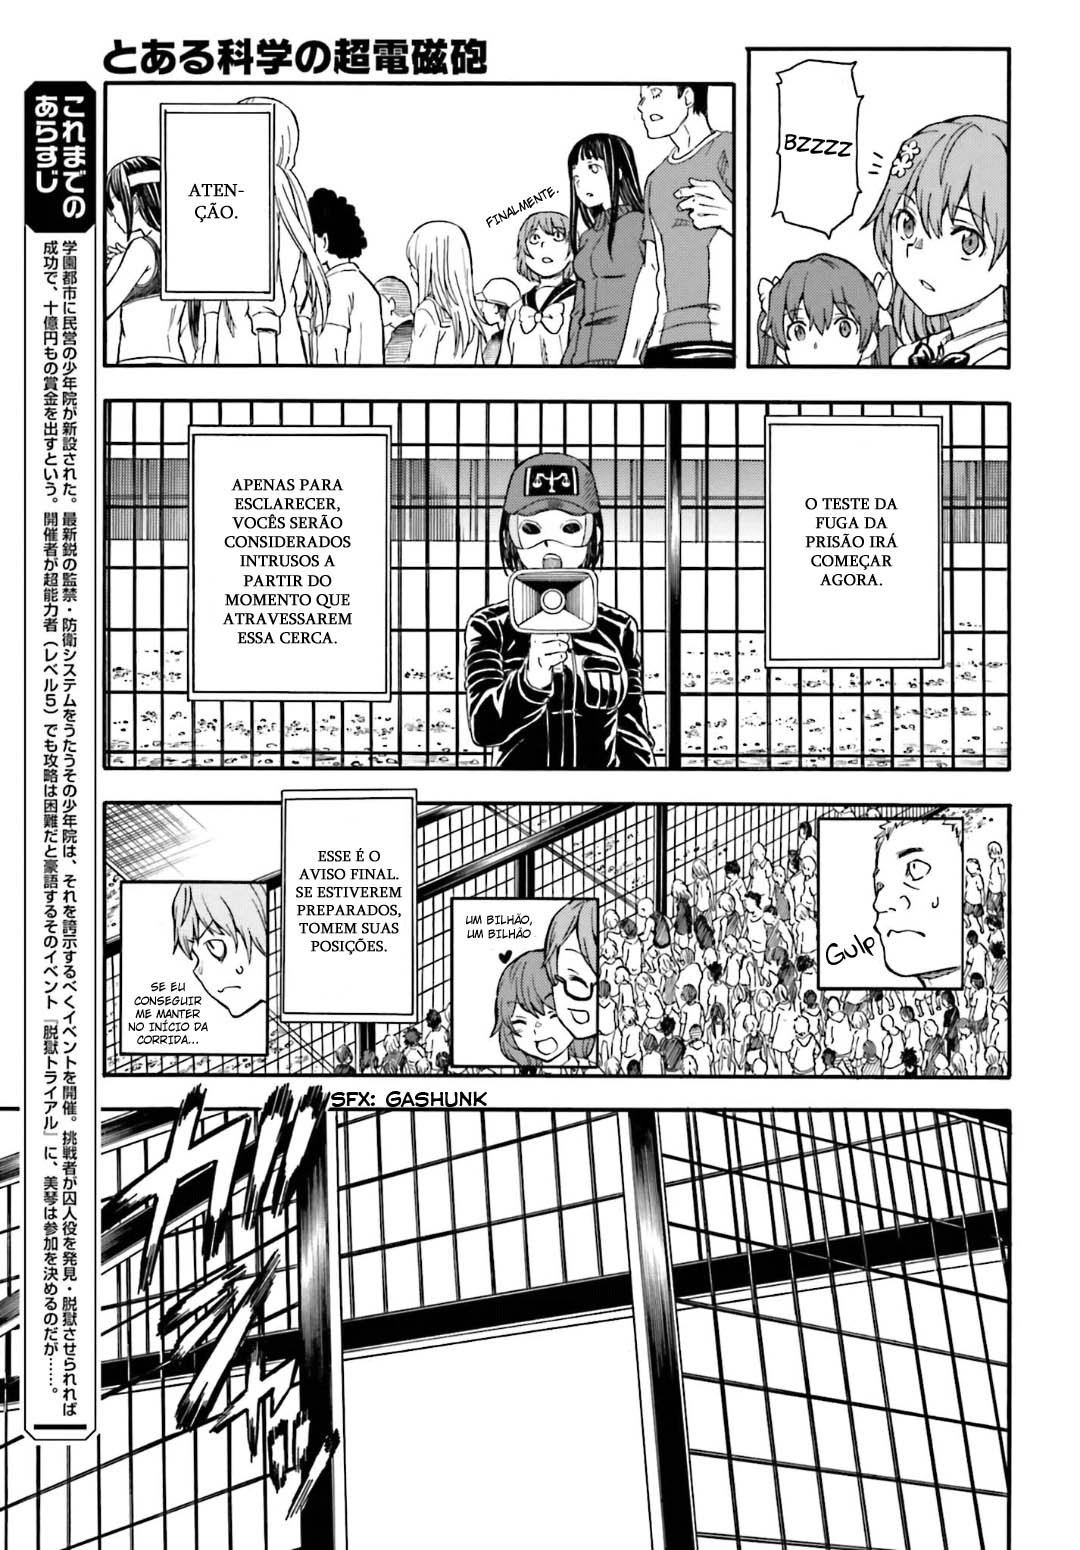 とある科学の超電磁砲
BZZZZ
FINALMENTE.
ATEN-
ÇÃO.
O TESTE DA
FUGA DA
PRISÃO IRÁ
COMEÇAR
AGORA.
APENAS PARA
ESCLARECER,
VOCÊS SERÃO
CONSIDERADOS
INTRUSOS A
PARTIR DO
MOMENTO QUE
ATRAVESSAREM
ESSA CERCA.
Gulp
UM BILHÃO,
UM BILHÃO
ESSE É O
AVISO FINAL.
SE ESTIVEREM
PREPARADOS,
TOMEM SUAS
POSIÇÕES.
SE EU
CONSEGUIR
ME MANTER
NO INÍCIO DA
CORRIDA...
SFX: GASHUNK
ガシャン
これまでの
あらすじ
学園都市に民営の少年院が新設された。最新鋭の監禁・防衛システムをうたうその少年院は、それを誇示するべくイベントを開催。挑戦者が囚人役を発見・脱獄させられれば
成功で、十億円もの賞金を出すという。開催者が超能力者（レベル5）でも攻略は困難だと豪語するそのイベント『脱獄トライアル』に、美琴は参加を決めるのだが……。